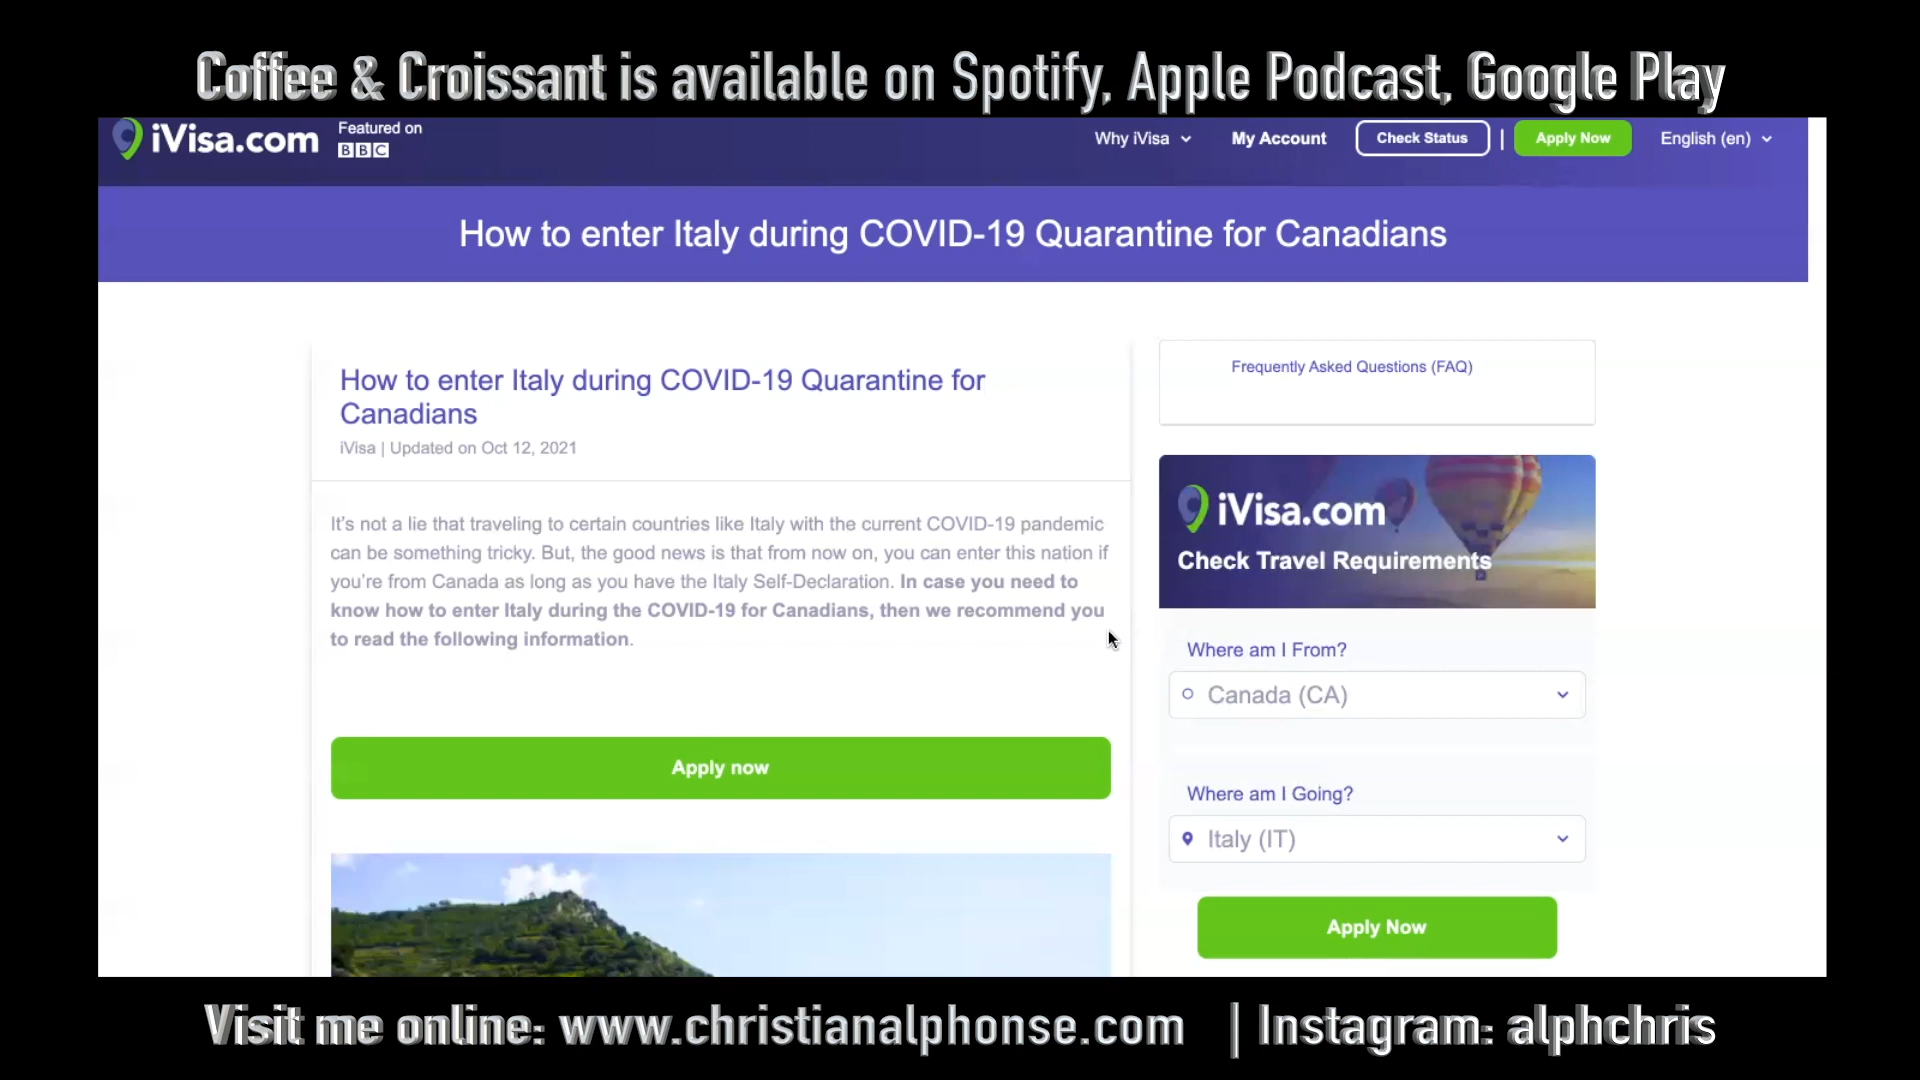 Coffee & Croissant is available on Spotify, Apple Podcast, Google Play
iVisa.com
Featured on
BBC
Why iVisa
My Account
Check Status
|
Apply Now
English (en)
How to enter Italy during COVID-19 Quarantine for Canadians
How to enter Italy during COVID-19 Quarantine for
Canadians
iVisa | Updated on Oct 12, 2021
It's not a lie that traveling to certain countries like Italy with the current COVID-19 pandemic
can be something tricky. But, the good news is that from now on, you can enter this nation if
you're from Canada as long as you have the Italy Self-Declaration. In case you need to
know how to enter Italy during the COVID-19 for Canadians, then we recommend you
to read the following information.
Apply now
Frequently Asked Questions (FAQ)
iVisa.com
Check Travel Requirements
Where am I From?
Canada (CA)
Where am I Going?
Italy (IT)
Apply Now
Visit me online: www.christianalphonse.com | Instagram: alphchris